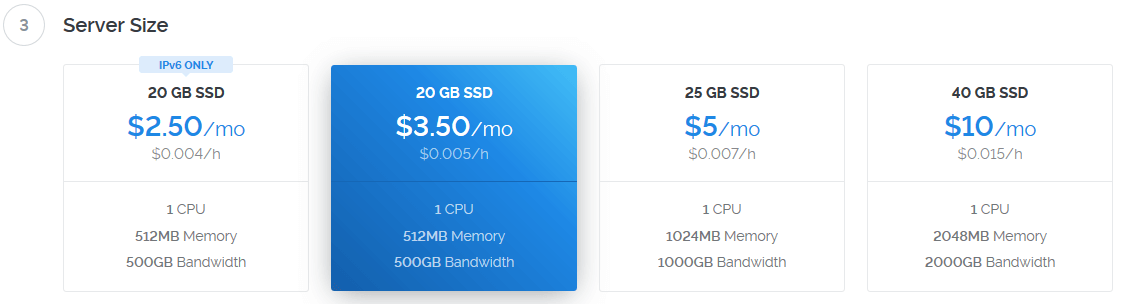 3 Server Size
IPv6 ONLY
20 GB SSD
$2.50/mo
$0.004/h
1 CPU
512MB Memory
500GB Bandwidth
20 GB SSD
$3.50/mo
$0.005/h
1 CPU
512MB Memory
500GB Bandwidth
25 GB SSD
$5/mo
$0.007/h
1 CPU
1024MB Memory
1000GB Bandwidth
40 GB SSD
$10/mo
$0.015/h
1 CPU
2048MB Memory
2000GB Bandwidth